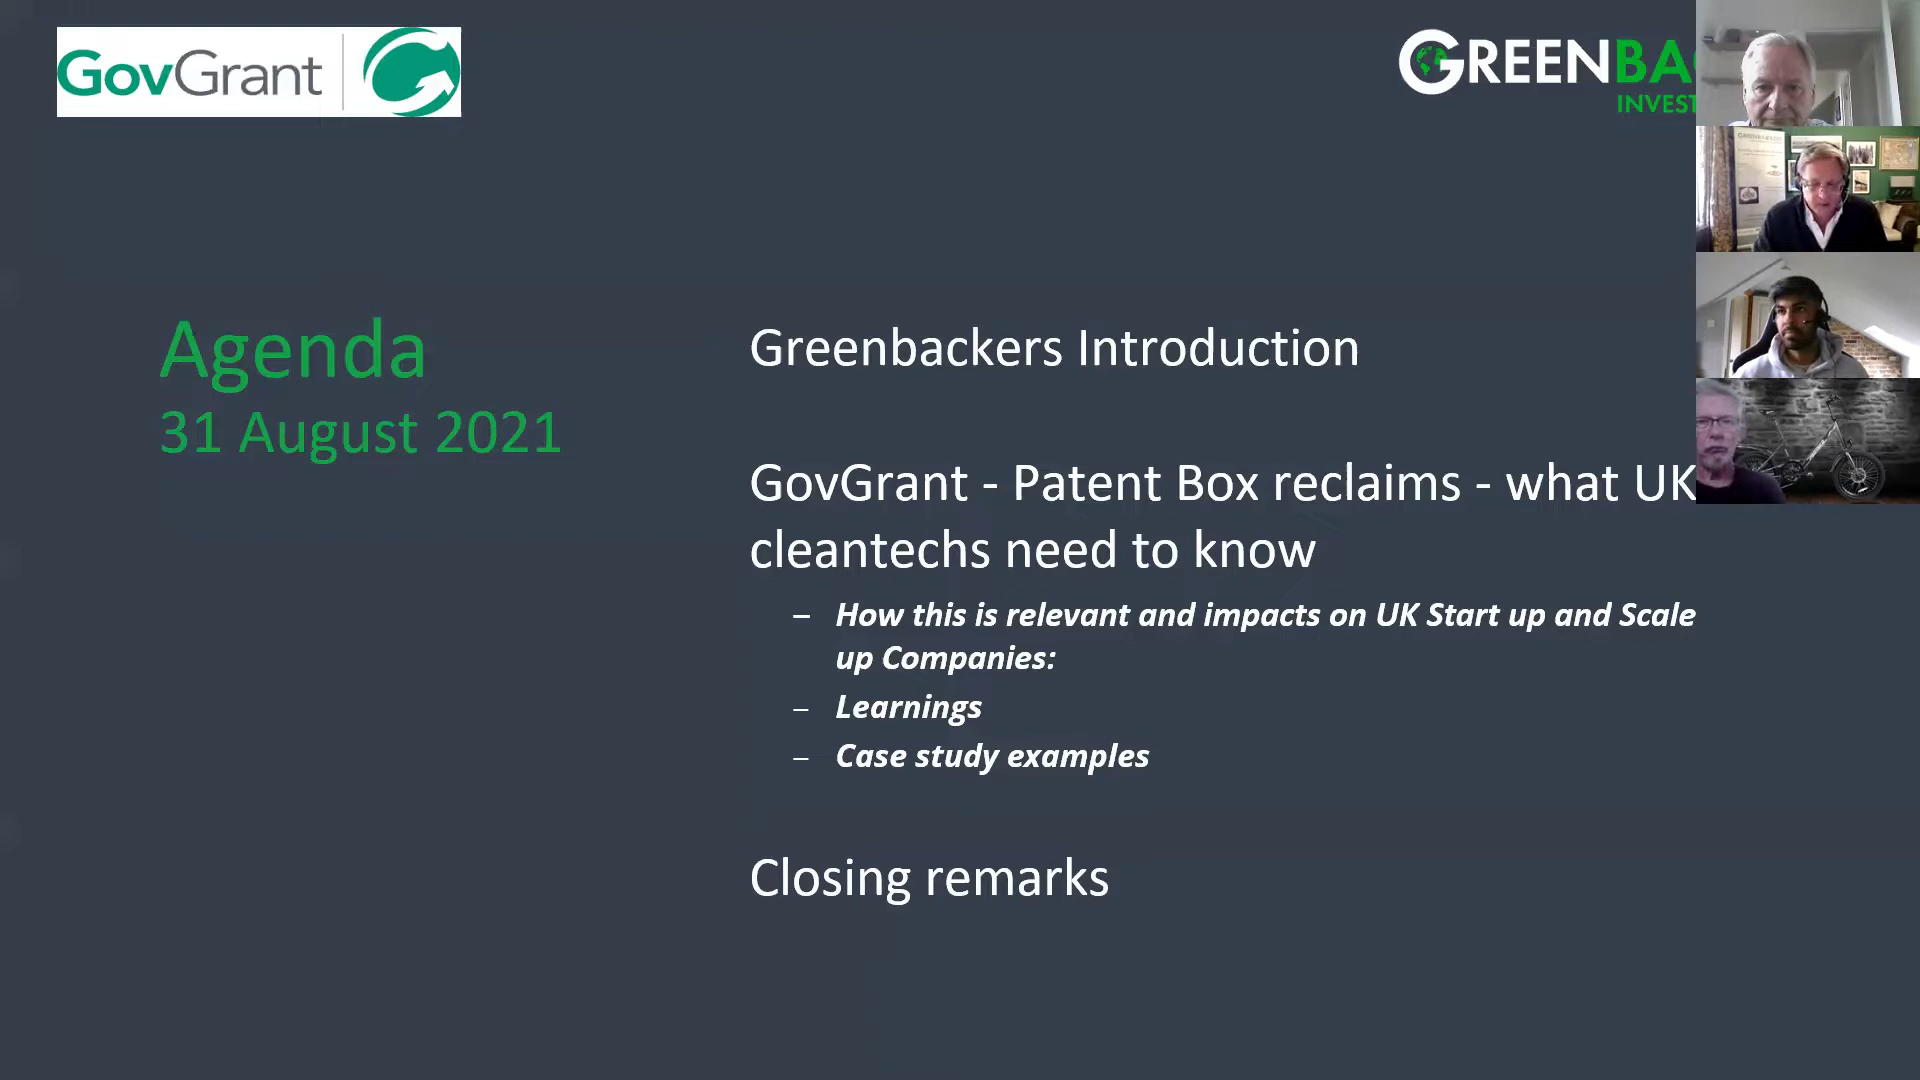 GovGrant
GREENBA
INVEST
Agenda
31 August 2021
Greenbackers Introduction
GovGrant - Patent Box reclaims - what UK
cleantechs need to know
– How this is relevant and impacts on UK Start up and Scale
up Companies:
– Learnings
– Case study examples
Closing remarks